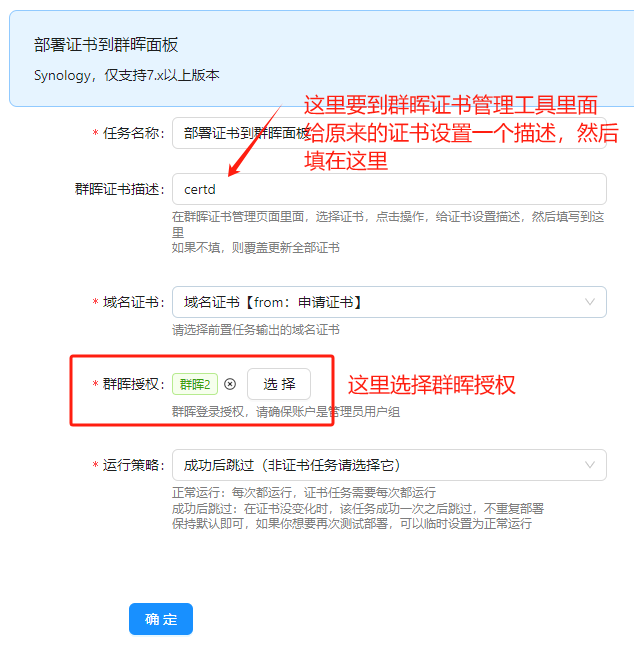 部署证书到群晖面板
Synology，仅支持7.x以上版本
这里要到群晖证书管理工具里面
给原来的证书设置一个描述，然后
填在这里
* 任务名称：
部署证书到群晖面板
群晖证书描述：
certd
在群晖证书管理页面里面，选择证书，点击操作，给证书设置描述，然后填写到这
里
如果不填，则覆盖更新全部证书
* 域名证书：
域名证书【from：申请证书】
请选择前置任务输出的域名证书
* 群晖授权：
群晖2
选 择
这里选择群晖授权
群晖登录授权，请确保账户是管理员用户组
* 运行策略：
成功后跳过（非证书任务请选择它）
正常运行：每次都运行，证书任务需要每次都运行
成功后跳过：在证书没变化时，该任务成功一次之后跳过，不重复部署
保持默认即可，如果你想要再次测试部署，可以临时设置为正常运行
确 定